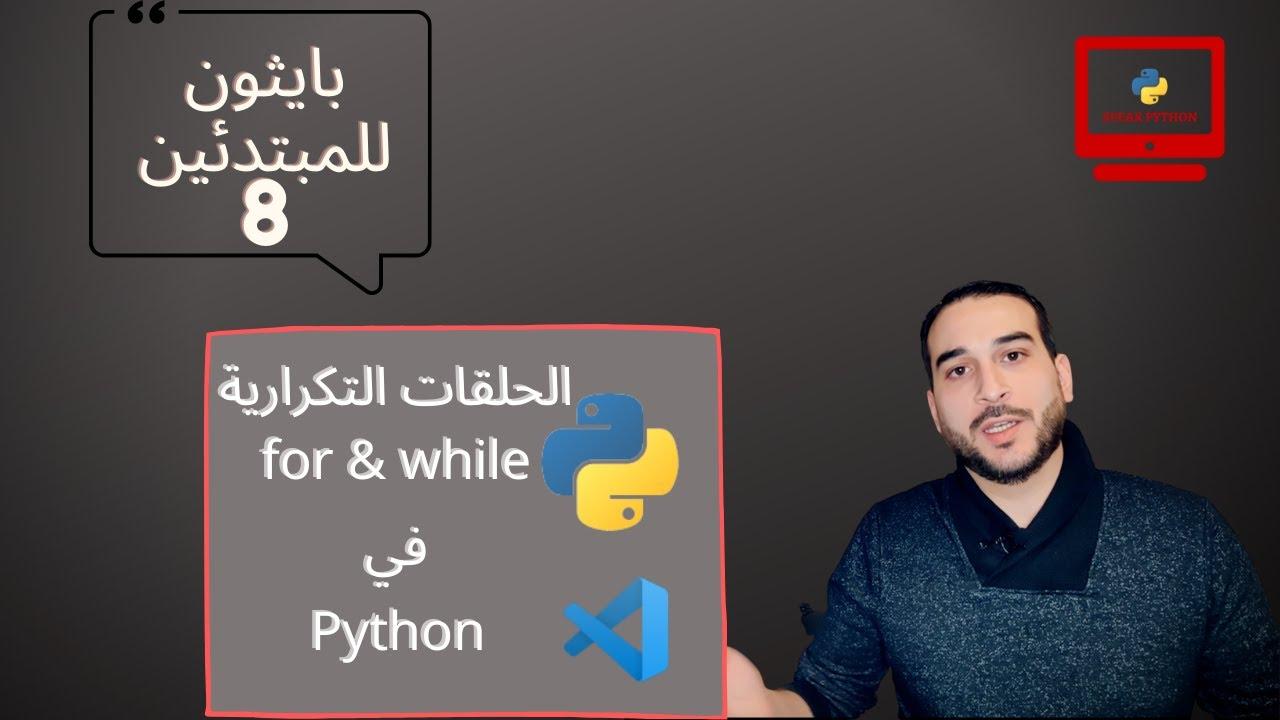 بايثون
للمبتدئين
8
SPEAK PYTHON
الحلقات التكرارية
for & while
في
Python